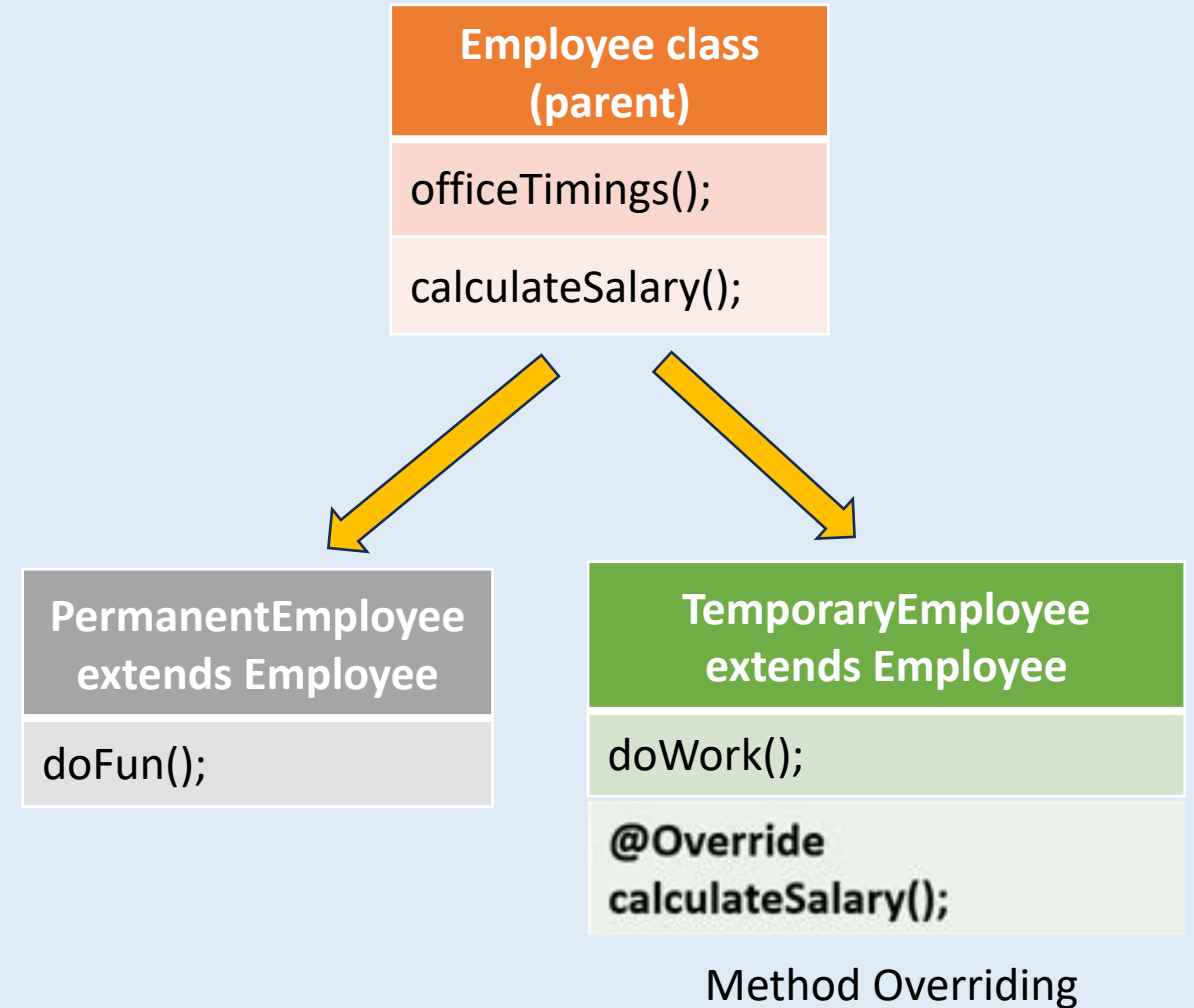 Employee class
(parent)
officeTimings();
calculateSalary();
PermanentEmployee
extends Employee
doFun();
TemporaryEmployee
extends Employee
doWork();
@Override
calculateSalary();
Method Overriding